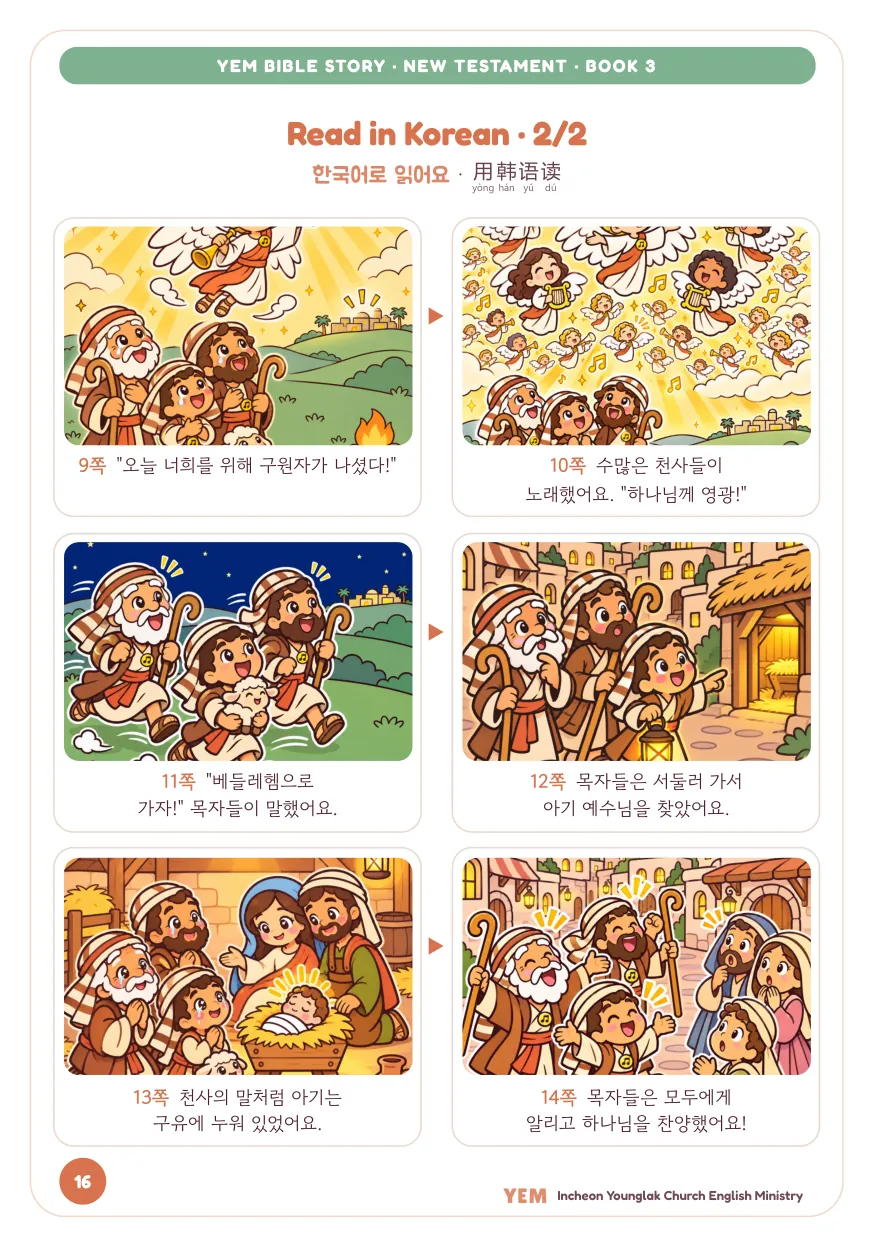 YEM BIBLE STORY · NEW TESTAMENT · BOOK 3
Read in Korean · 2/2
한국어로 읽어요 · 用韩语读
yòng hán yǔ dú
9쪽 "오늘 너희를 위해 구원자가 나셨다!"
10쪽 수많은 천사들이
노래했어요. "하나님께 영광!"
11쪽 "베들레헴으로
가자!" 목자들이 말했어요.
12쪽 목자들은 서둘러 가서
아기 예수님을 찾았어요.
13쪽 천사의 말처럼 아기는
구유에 누워 있었어요.
14쪽 목자들은 모두에게
알리고 하나님을 찬양했어요!
16
YEM Incheon Younglak Church English Ministry